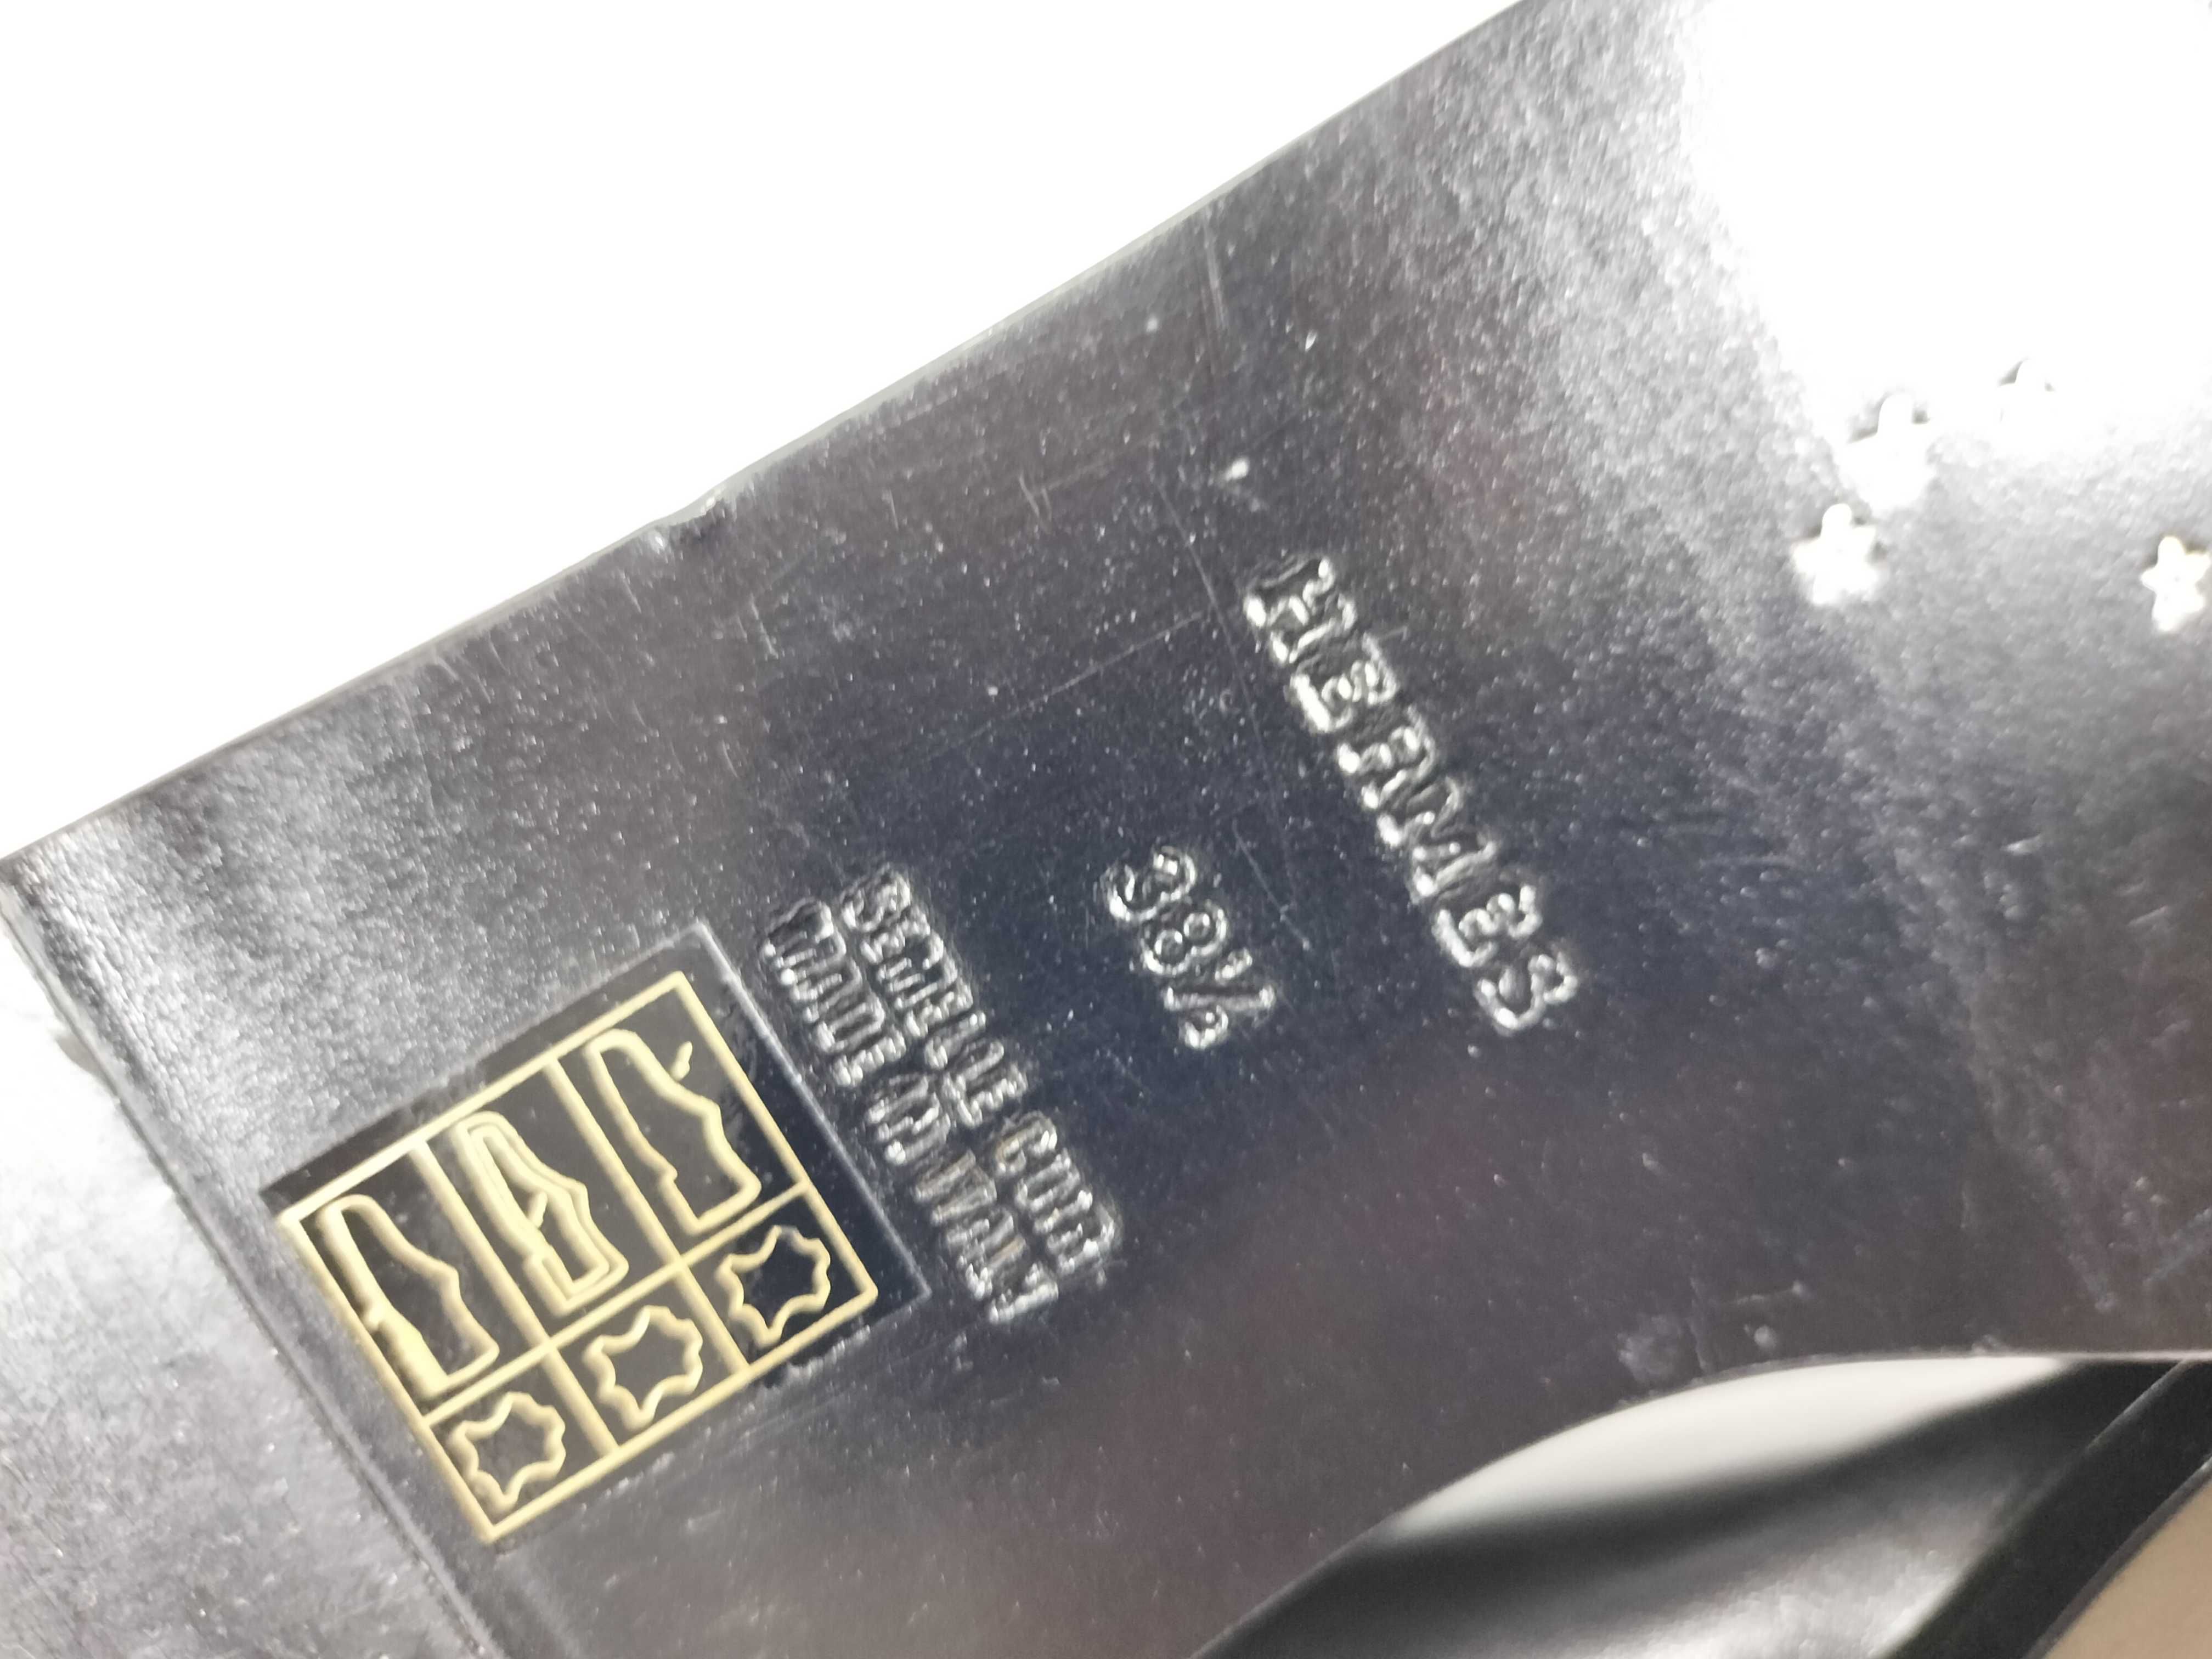 HERMES
38½
SEMELLE CUIR
MADE IN ITALY